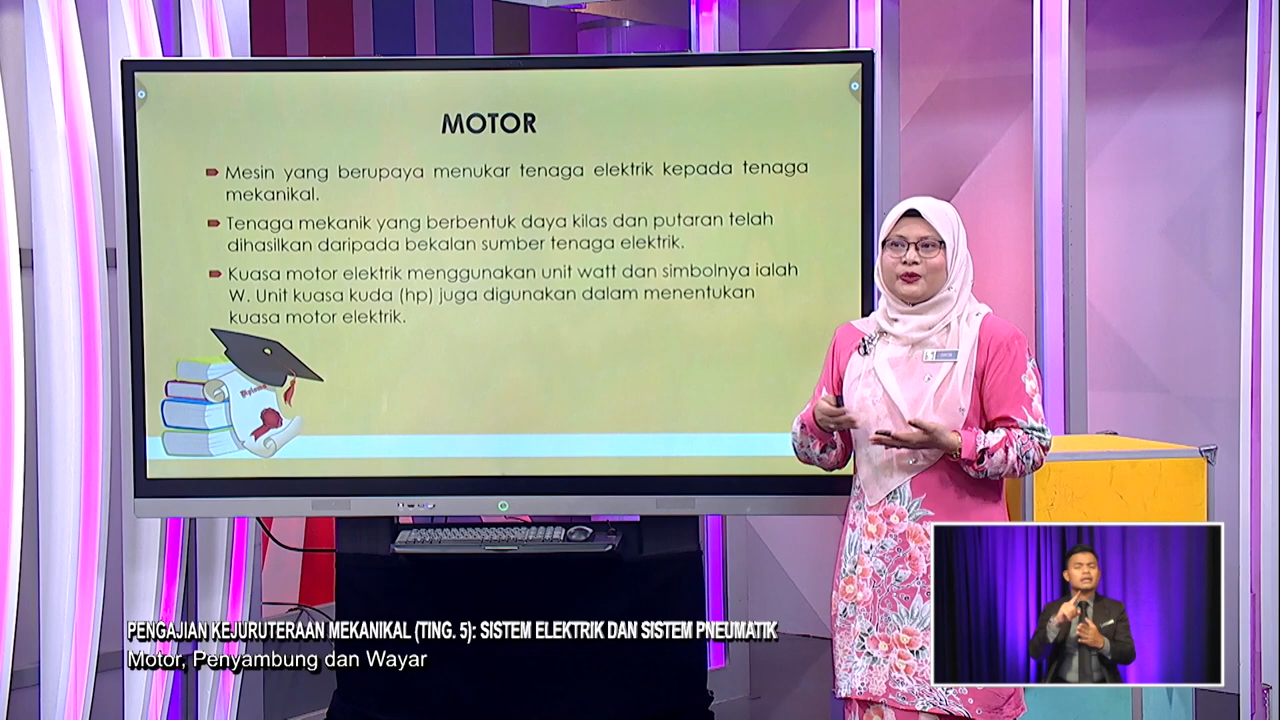 MOTOR
Mesin yang berupaya menukar tenaga elektrik kepada tenaga
mekanikal.
Tenaga mekanik yang berbentuk daya kilas dan putaran telah
dihasilkan daripada bekalan sumber tenaga elektrik.
Kuasa motor elektrik menggunakan unit watt dan simbolnya ialah
W. Unit kuasa kuda (hp) juga digunakan dalam menentukan
kuasa motor elektrik.
Diploma
PENGAJIAN KEJURUTERAAN MEKANIKAL (TING. 5): SISTEM ELEKTRIK DAN SISTEM PNEUMATIK
Motor, Penyambung dan Wayar